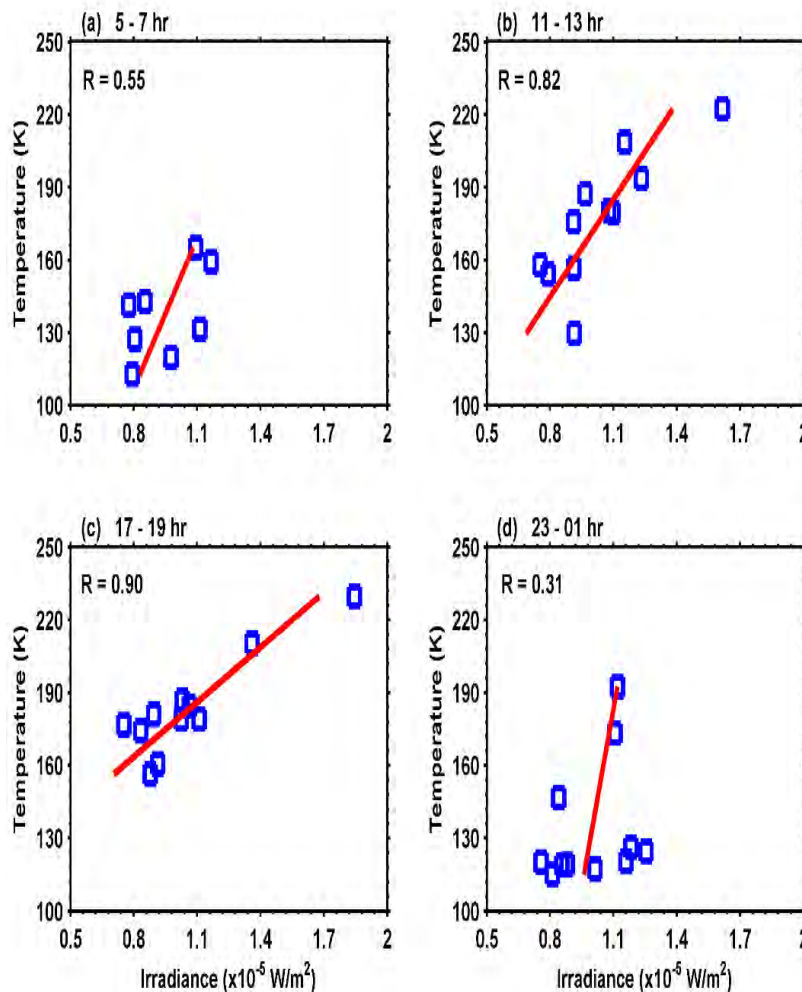 (a) 5 - 7 hr
(b) 11 - 13 hr
250
220
190
160
130
100
Temperature (K)
R = 0.55
0.5 0.8 1.1 1.4 1.7 2
250
220
190
160
130
100
Temperature (K)
R = 0.82
0.5 0.8 1.1 1.4 1.7 2
(c) 17 - 19 hr
(d) 23 - 01 hr
250
220
190
160
130
100
Temperature (K)
R = 0.90
0.5 0.8 1.1 1.4 1.7 2
Irradiance (x10⁻⁵ W/m²)
250
220
190
160
130
100
Temperature (K)
R = 0.31
0.5 0.8 1.1 1.4 1.7 2
Irradiance (x10⁻⁵ W/m²)